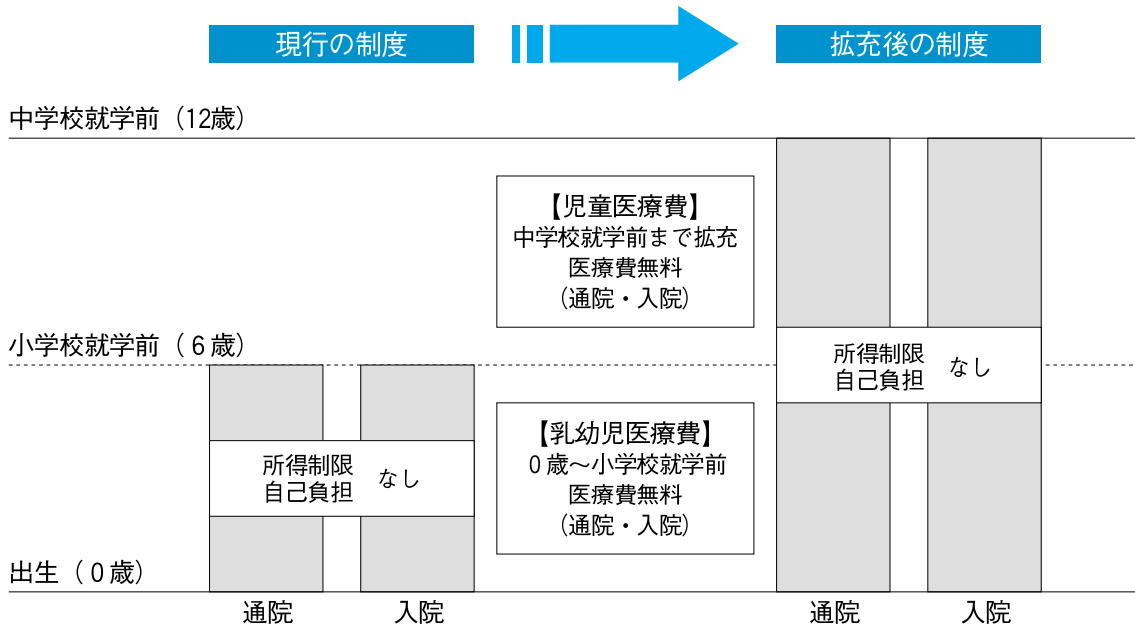 現行の制度
拡充後の制度
中学校就学前（12歳）
【児童医療費】
中学校就学前まで拡充
医療費無料
（通院・入院）
小学校就学前（６歳）
所得制限
自己負担
なし
【乳幼児医療費】
０歳〜小学校就学前
医療費無料
（通院・入院）
所得制限
自己負担
なし
出生（０歳）
通院
入院
通院
入院